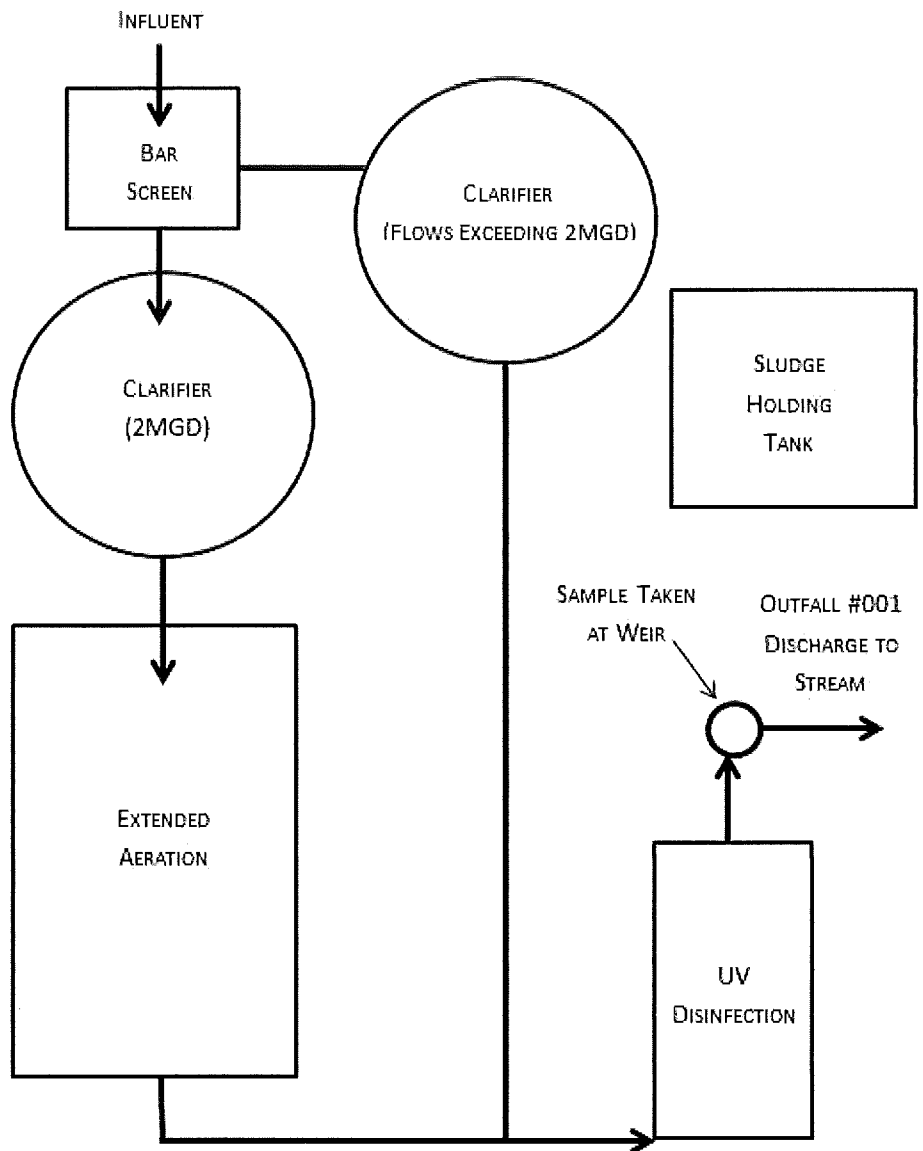 INFLUENT
BAR
SCREEN
CLARIFIER
(FLOWS EXCEEDING 2MGD)
CLARIFIER
(2MGD)
SLUDGE
HOLDING
TANK
SAMPLE TAKEN
AT WEIR
OUTFALL #001
DISCHARGE TO
STREAM
EXTENDED
AERATION
UV
DISINFECTION